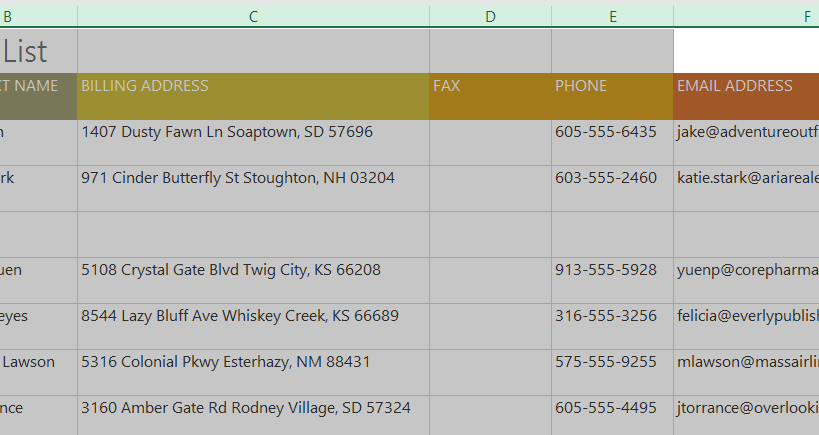 B C D E F
List
CT NAME BILLING ADDRESS FAX PHONE EMAIL ADDRESS
n 1407 Dusty Fawn Ln Soaptown, SD 57696 605-555-6435 jake@adventureoutf
rk 971 Cinder Butterfly St Stoughton, NH 03204 603-555-2460 katie.stark@ariareale
uen 5108 Crystal Gate Blvd Twig City, KS 66208 913-555-5928 yuenp@corepharma
eyes 8544 Lazy Bluff Ave Whiskey Creek, KS 66689 316-555-3256 felicia@everlypublish
Lawson 5316 Colonial Pkwy Esterhazy, NM 88431 575-555-9255 mlawson@massairlin
nce 3160 Amber Gate Rd Rodney Village, SD 57324 605-555-4495 jtorrance@overlooki